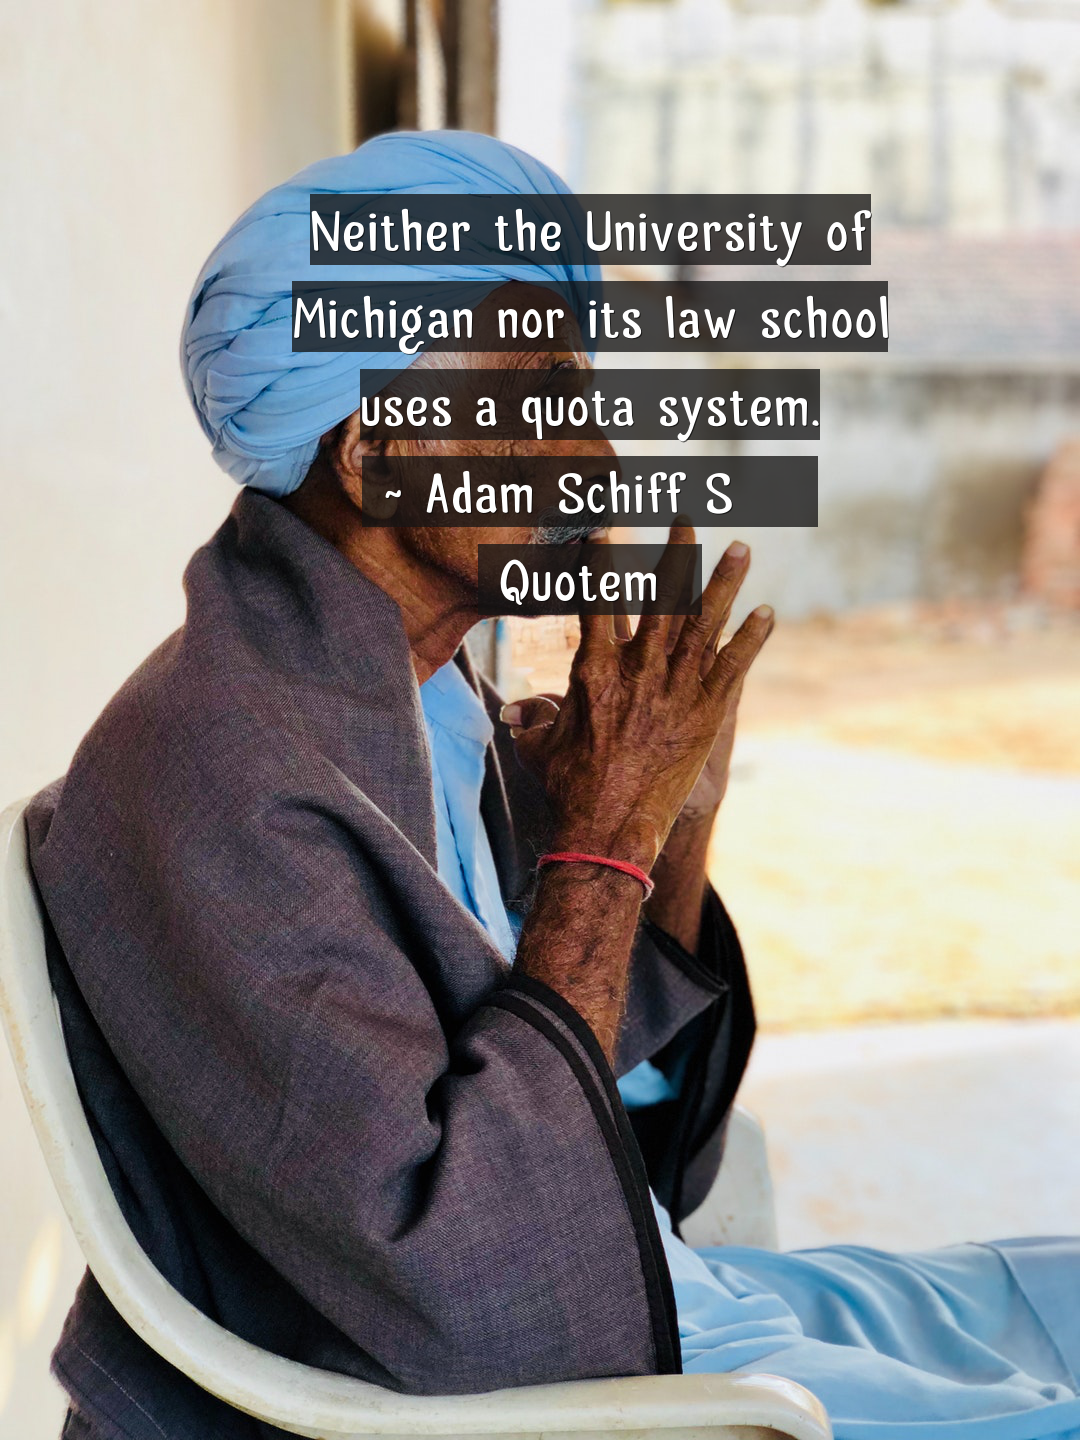 Neither the University of
Michigan nor its law school
uses a quota system.
~ Adam Schiff S
Quotem